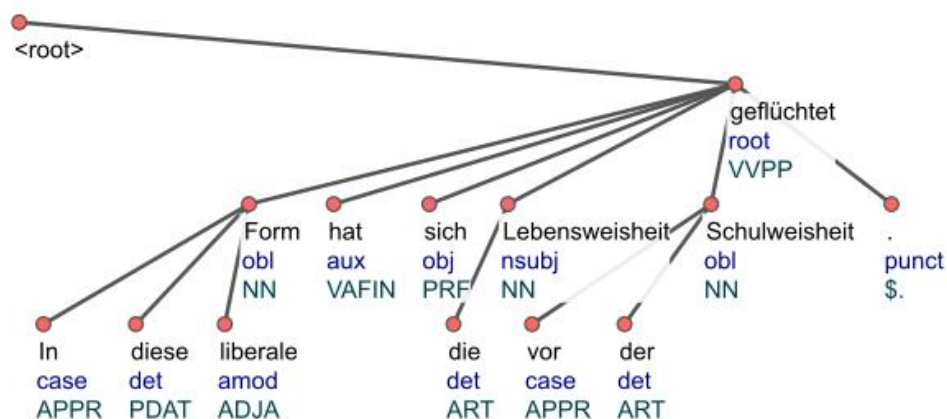 <root>
geflüchtet
root
VVPP
Form hat sich Lebensweisheit Schulweisheit .
obl aux obj nsubj obl punct
NN VAFIN PRF NN NN $.
In diese liberale die vor der
case det amod det case det
APPR PDAT ADJA ART APPR ART